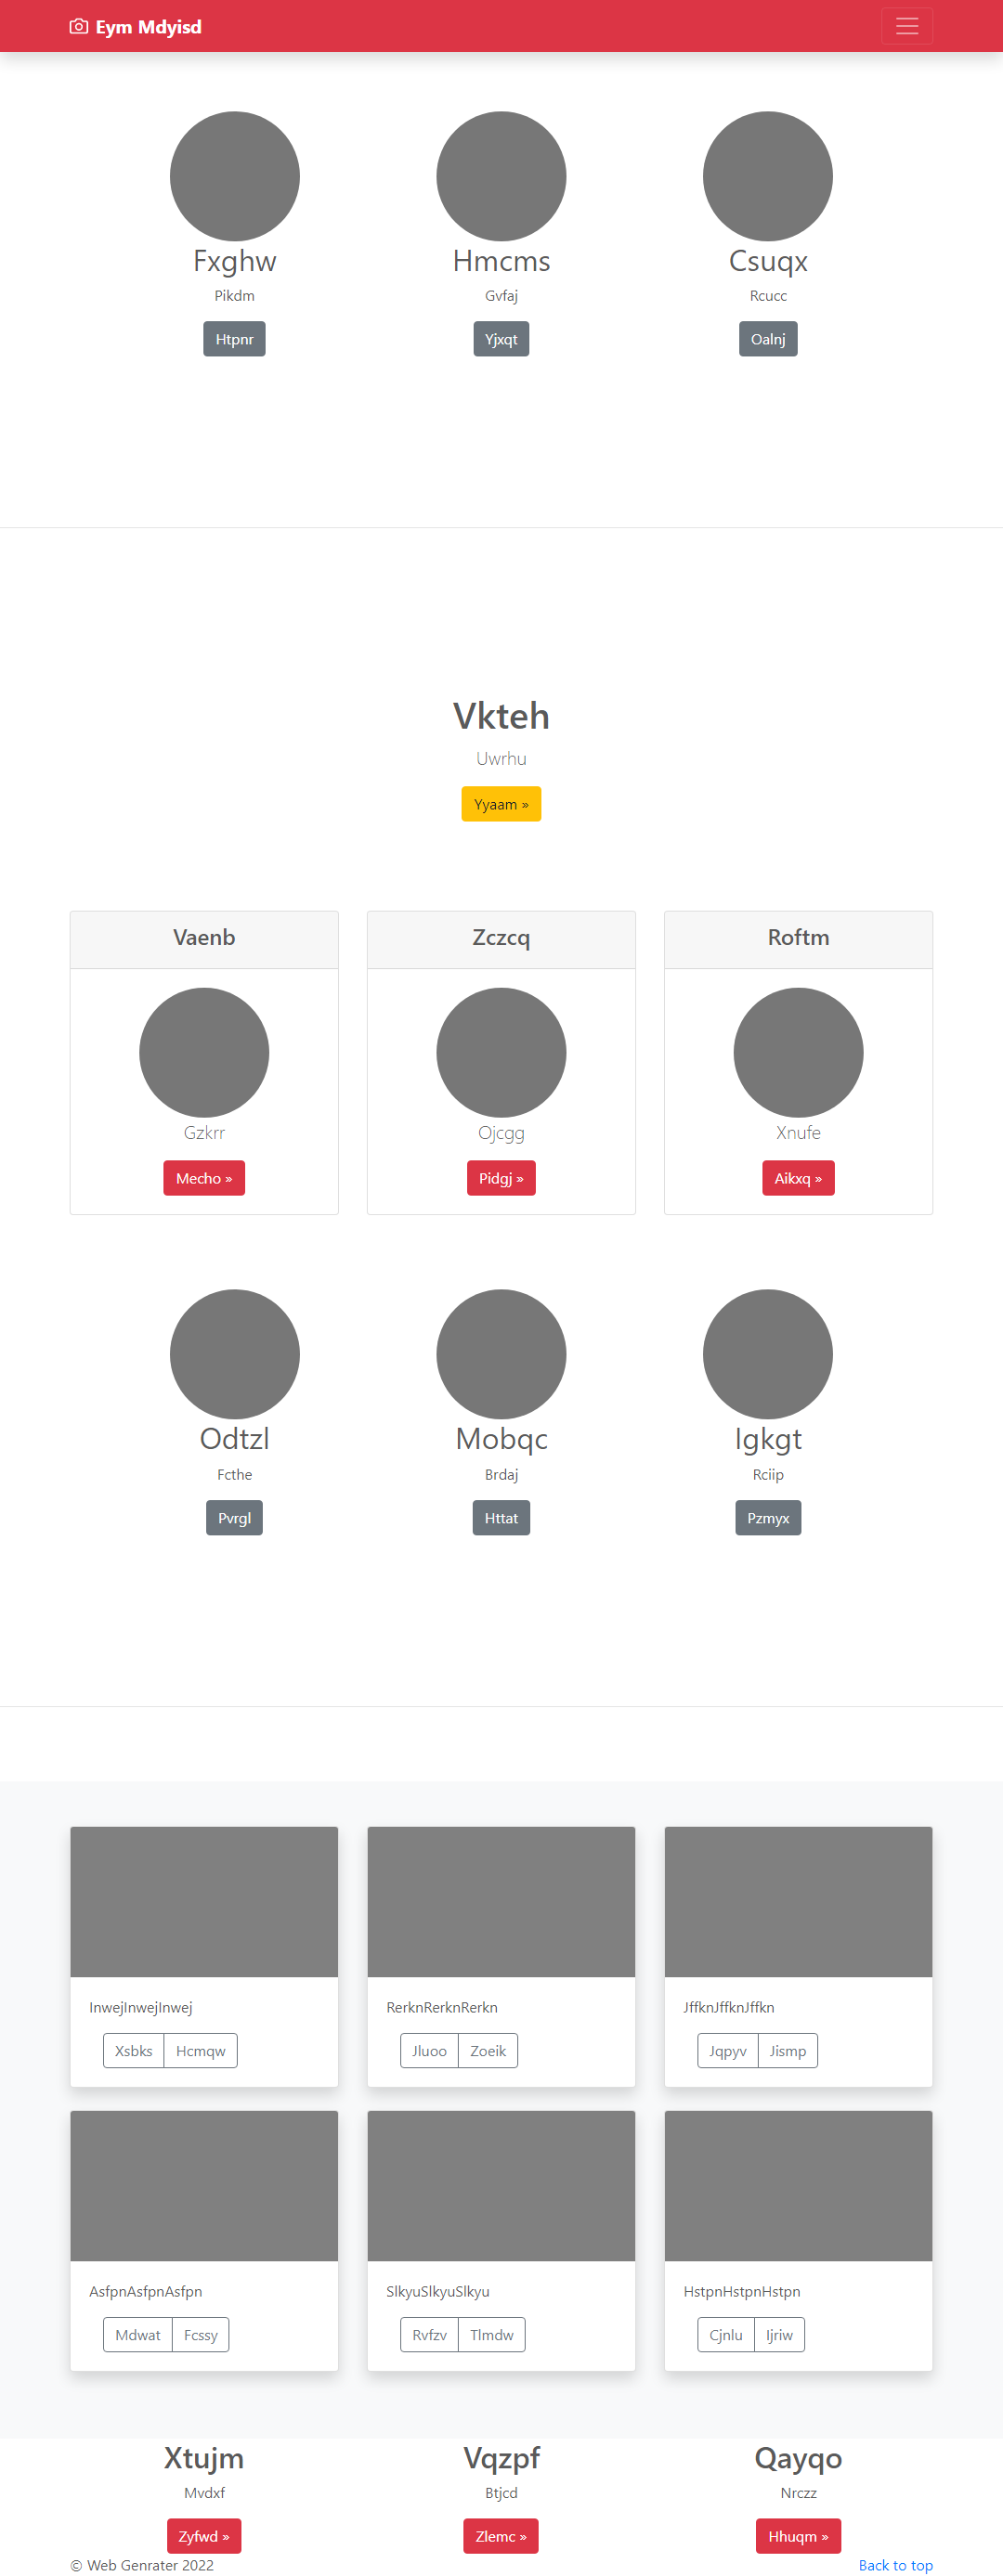 Eym Mdyisd
Fxghw Hmcms Csuqx
Pikdm Gvfaj Rcucc
Htpnr Yjxqt Oalnj
Vkteh
Uwrhu
Yyaam »
Vaenb Zczcq Roftm
Gzkrr Ojcgg Xnufe
Mecho » Pidgj » Aikxq »
Odtzl Mobqc Igkgt
Fcthe Brdaj Rciip
Pvrgl Httat Pzmyx
InwejInwejInwej RerknRerknRerkn JffknJffknJffkn
Xsbks Hcmqw Jluoo Zoeik Jqpyv Jismp
AsfpnAsfpnAsfpn SlkyuSlkyuSlkyu HstpnHstpnHstpn
Mdwat Fcssy Rvfzv Tlmdw Cjnlu Ijriw
Xtujm Vqzpf Qayqo
Mvdxf Btjcd Nrczz
Zyfwd » Zlemc » Hhuqm »
© Web Genrater 2022 Back to top